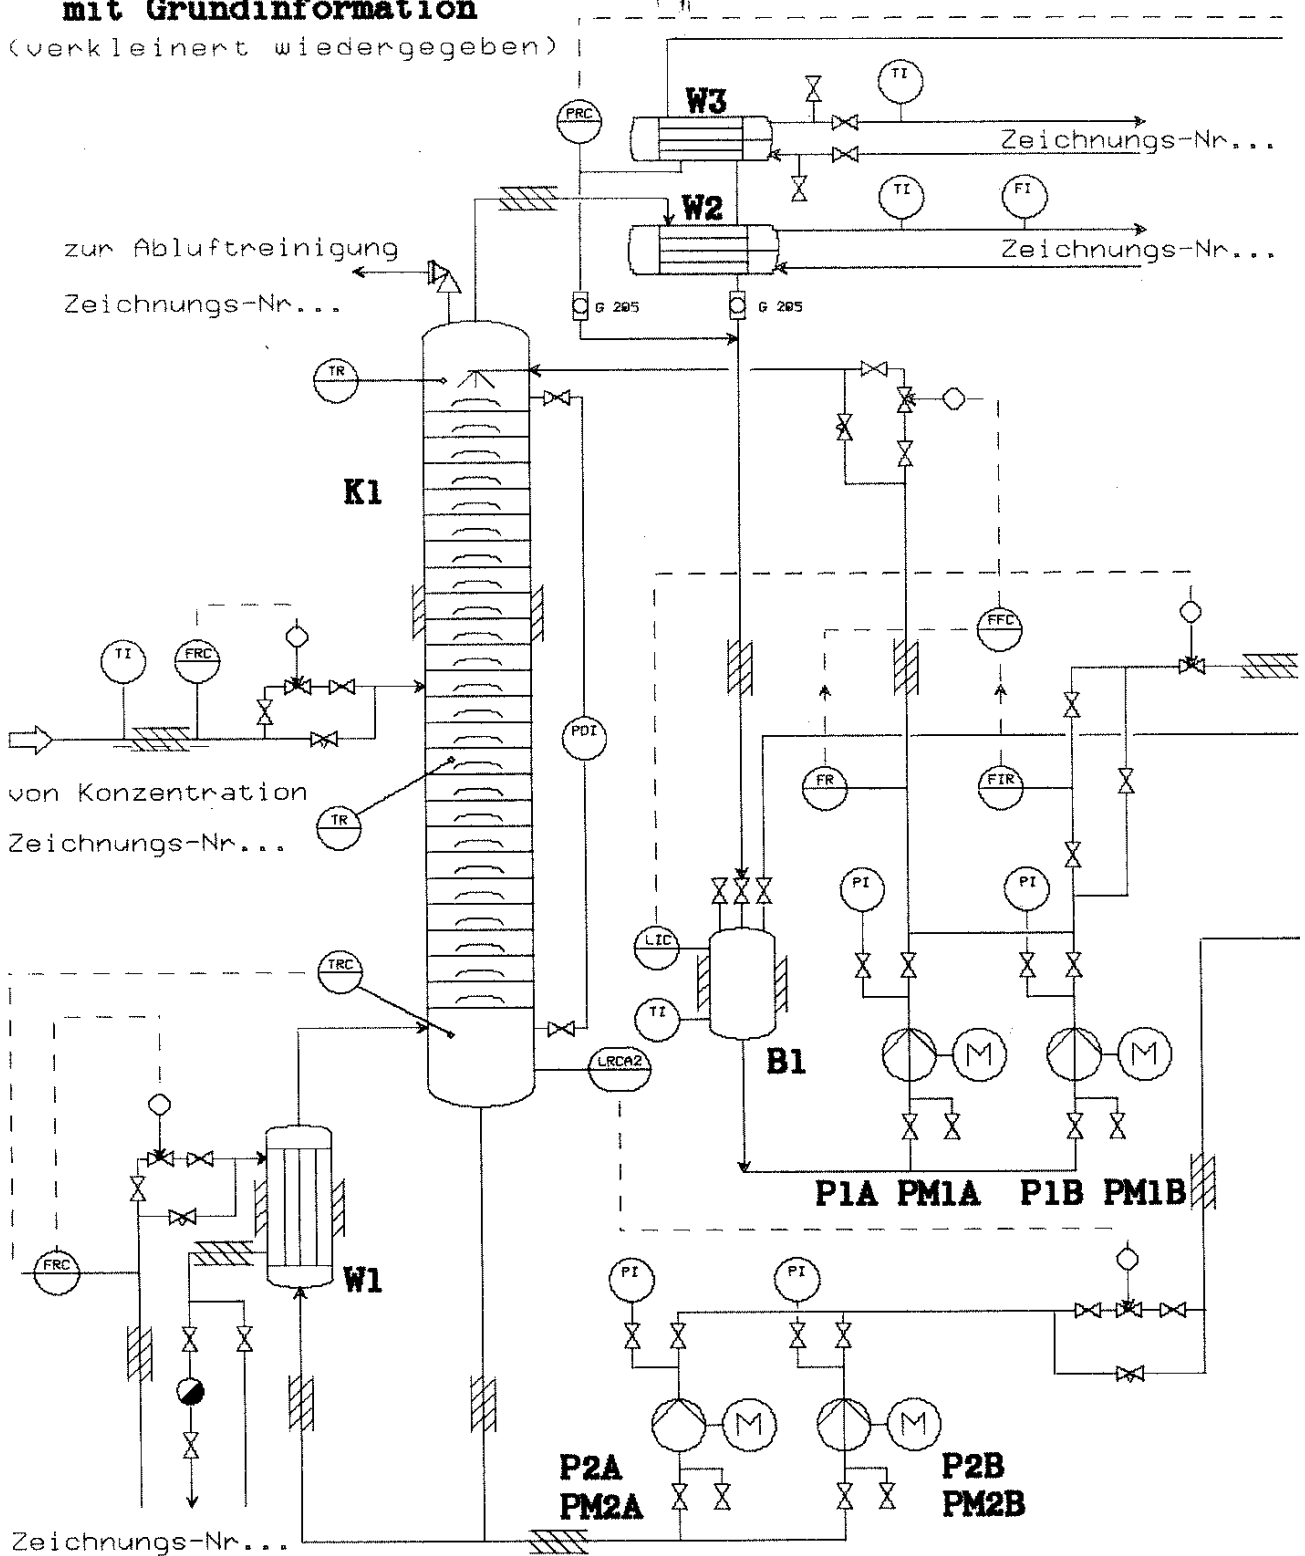 mit Grundinformation
(verkleinert wiedergegeben)
W3
TI
PRC
Zeichnungs-Nr...
TI
FI
W2
zur Abluftreinigung
Zeichnungs-Nr...
Zeichnungs-Nr...
G 205
G 205
TR
K1
FFC
TI
FRC
PDI
von Konzentration
FR
FIR
TR
Zeichnungs-Nr...
PI
PI
LIC
TRC
TI
B1
M
M
LRCA2
P1A PM1A
P1B PM1B
FRC
W1
PI
PI
M
M
P2A
PM2A
P2B
PM2B
Zeichnungs-Nr...